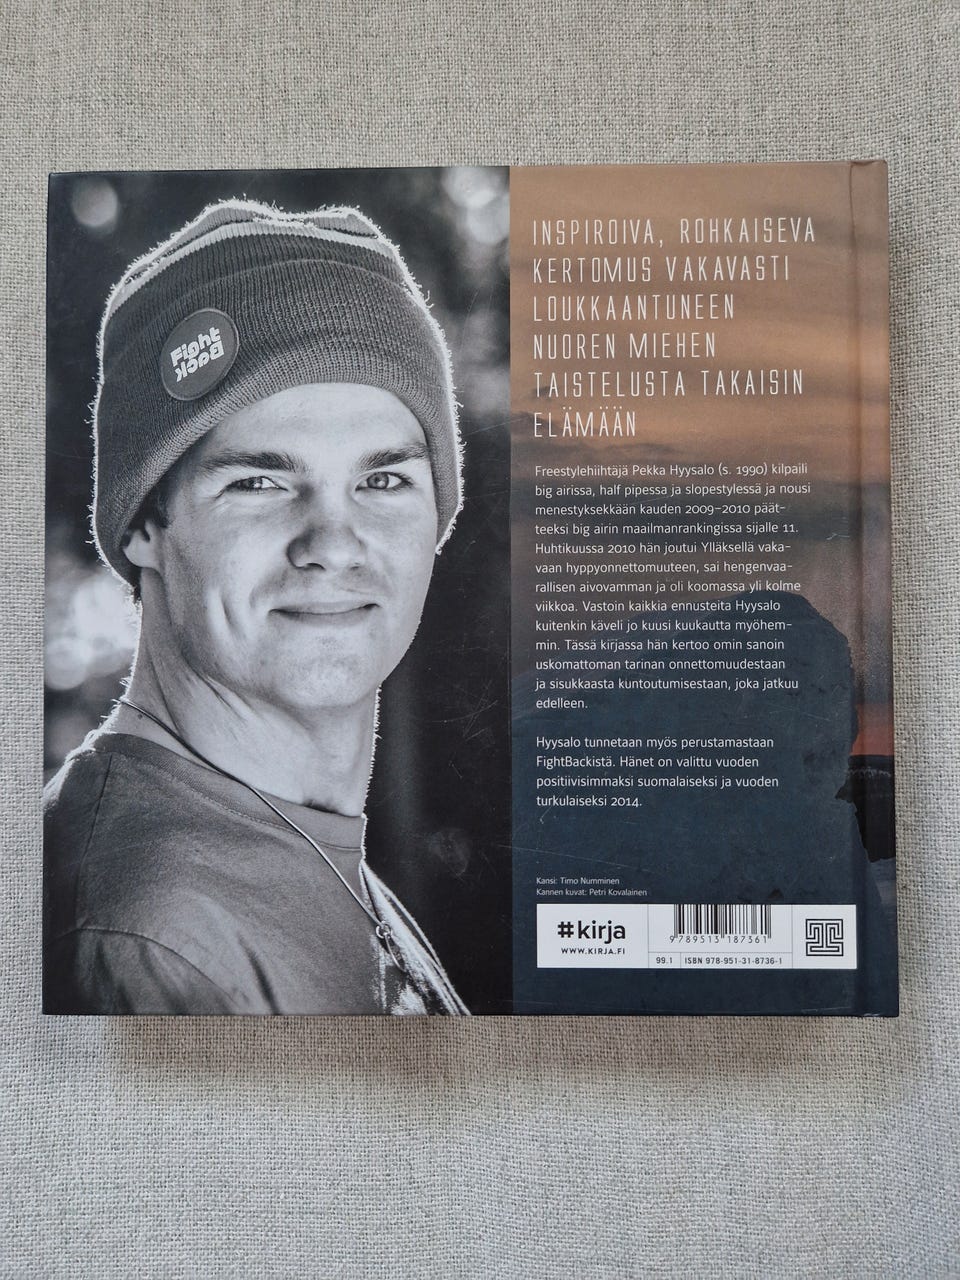 Fight
Back
INSPIROIVA, ROHKAISEVA
KERTOMUS VAKAVASTI
LOUKKAANTUNEEN
NUOREN MIEHEN
TAISTELUSTA TAKAISIN
ELÄMÄÄN
Freestylehiihtäjä Pekka Hyysalo (s. 1990) kilpaili
big airissa, half pipessa ja slopestylessä ja nousi
menestyksekkään kauden 2009–2010 päät-
teeksi big airin maailmanrankingissa sijalle 11.
Huhtikuussa 2010 hän joutui Ylläksellä vaka-
vaan hyppyonnettomuuteen, sai hengenvaa-
rallisen aivovamman ja oli koomassa yli kolme
viikkoa. Vastoin kaikkia ennusteita Hyysalo
kuitenkin käveli jo kuusi kuukautta myöhem-
min. Tässä kirjassa hän kertoo omin sanoin
uskomattoman tarinan onnettomuudestaan
ja sisukkaasta kuntoutumisestaan, joka jatkuu
edelleen.
Hyysalo tunnetaan myös perustamastaan
FightBackistä. Hänet on valittu vuoden
positiivisimmaksi suomalaiseksi ja vuoden
turkulaiseksi 2014.
Kansi: Timo Numminen
Kannen kuvat: Petri Kovalainen
#kirja
WWW.KIRJA.FI
9 789513 187361
99.1 ISBN 978-951-31-8736-1